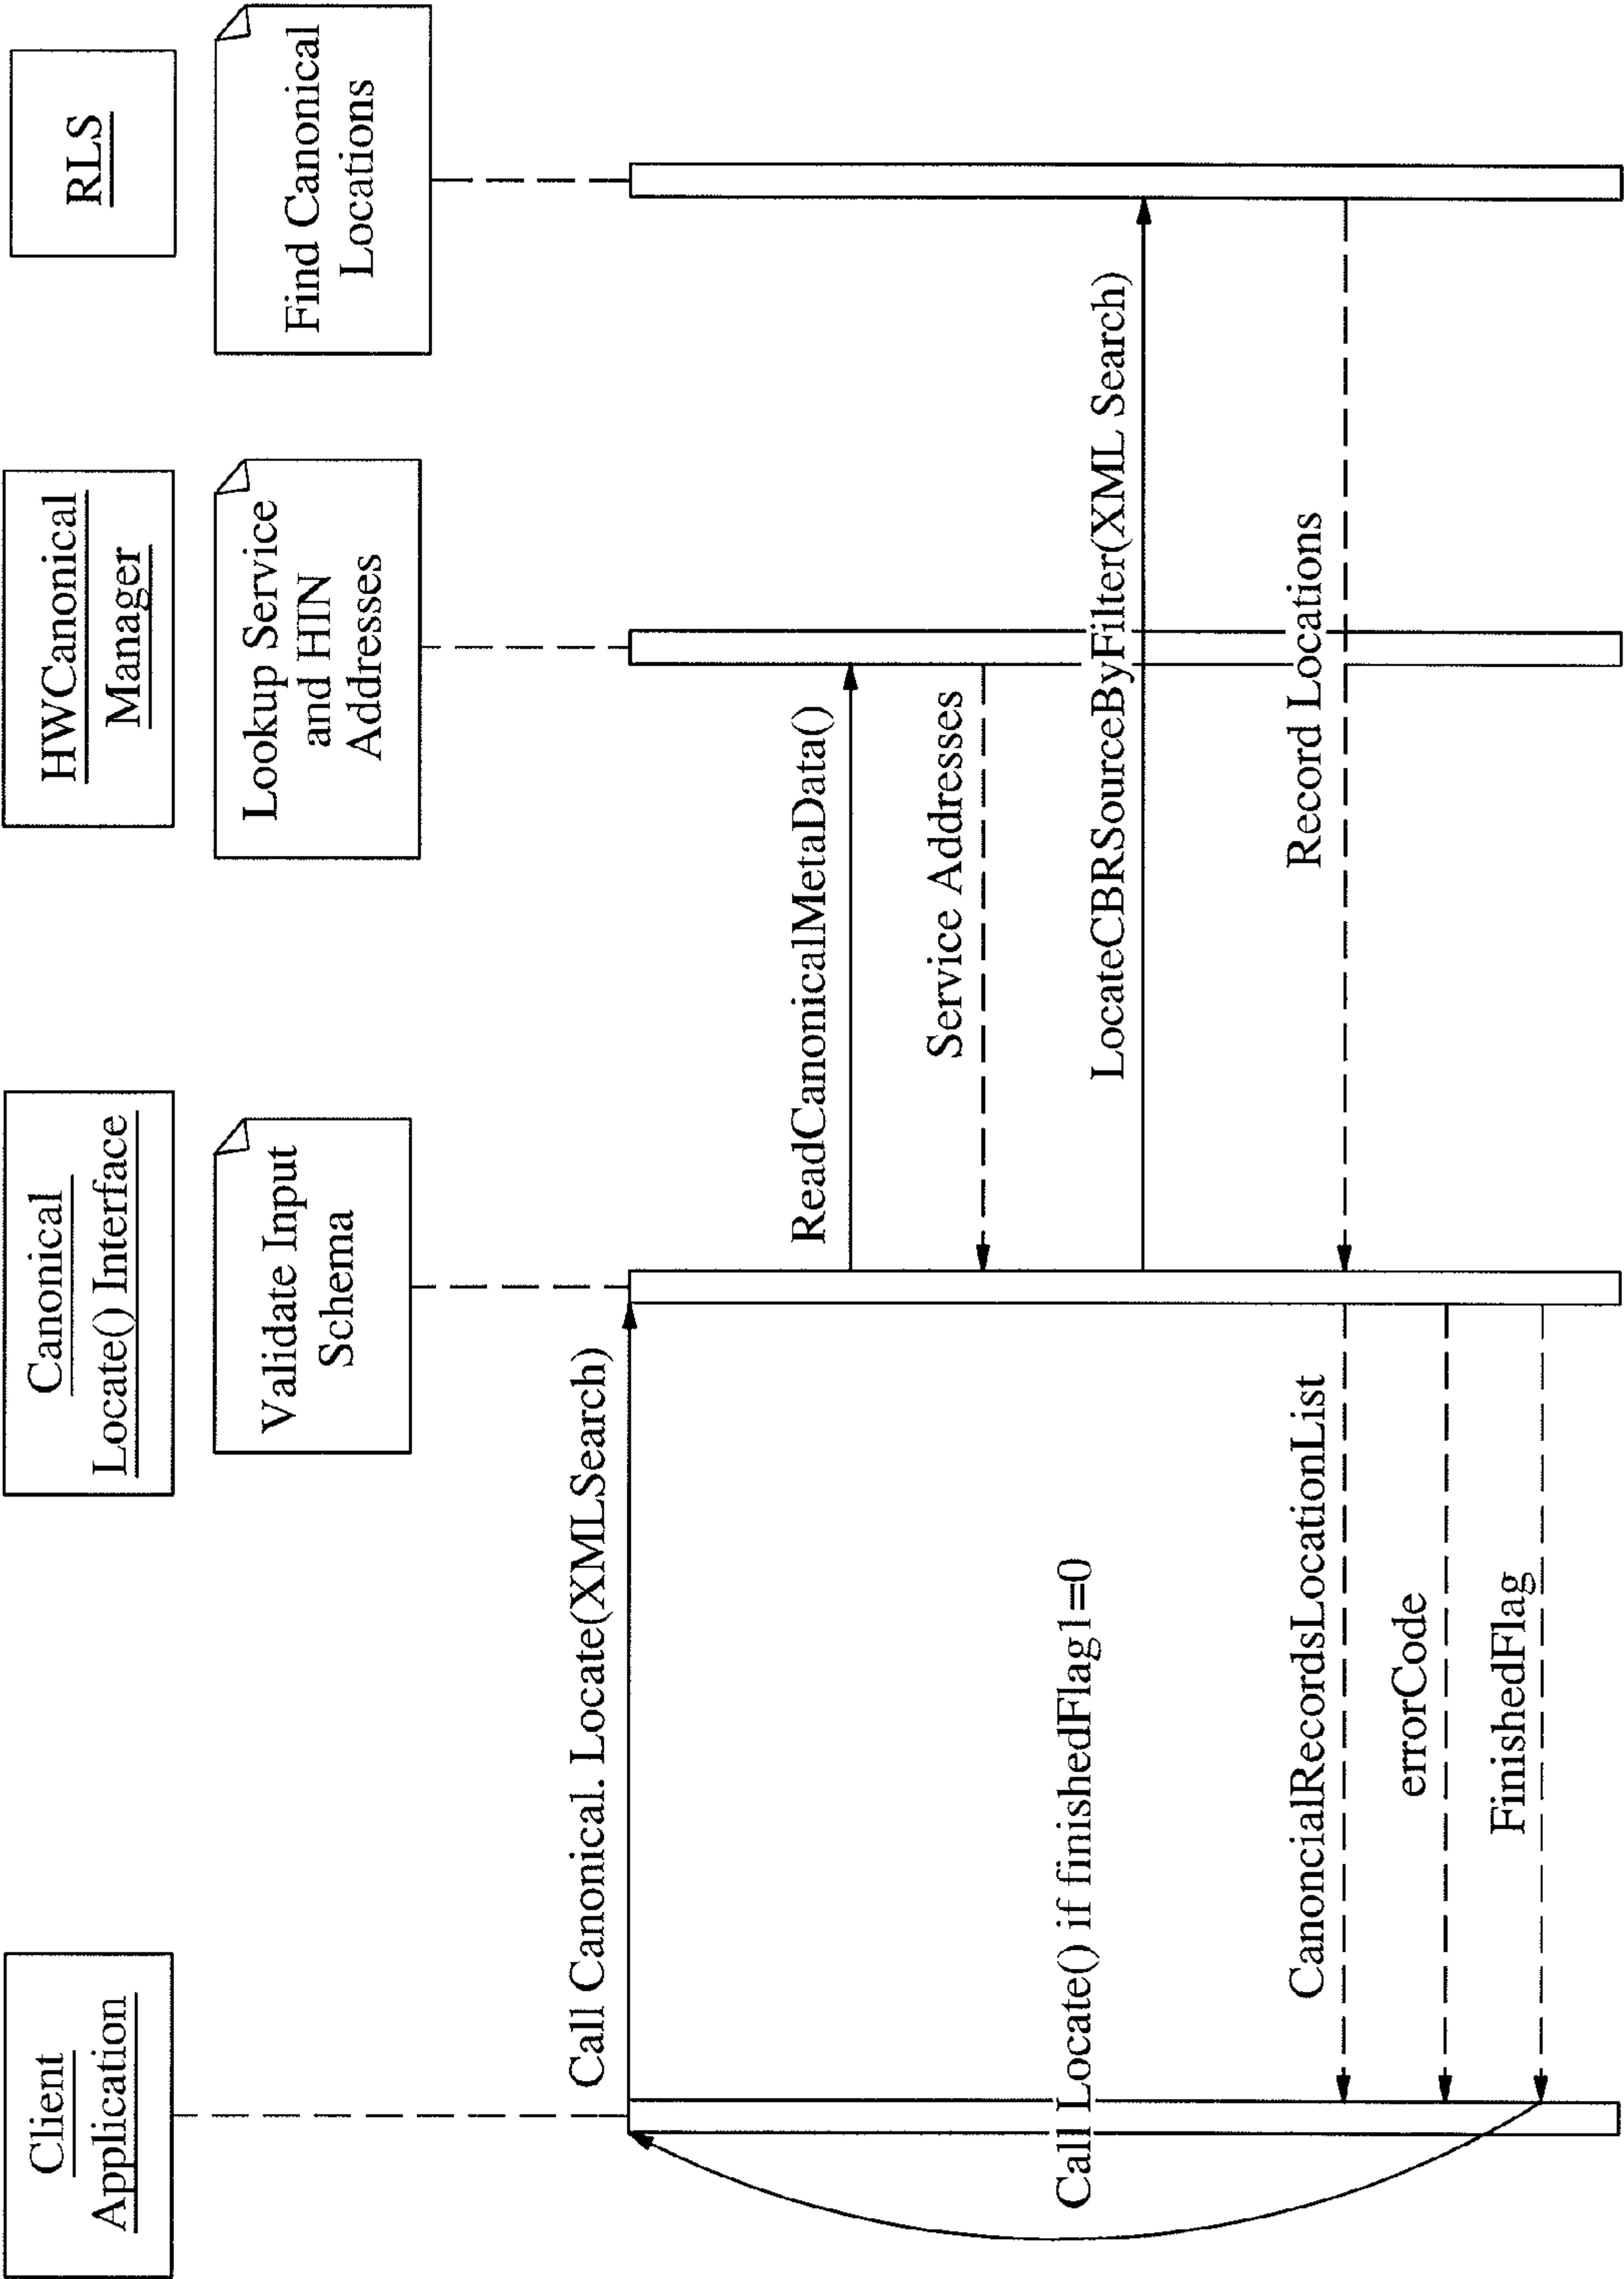 Client
Application
Canonical
Locate() Interface
HWCanonical
Manager
RLS
Validate Input
Schema
Lookup Service
and HIN
Addresses
Find Canonical
Locations
Call Canonical. Locate(XMLSearch)
ReadCanonicalMetaData()
Service Addresses
Call Locate() if finishedFlag1=0
LocateCBRSourceByFilter(XML Search)
CanoncialRecordsLocationList
Record Locations
errorCode
FinishedFlag